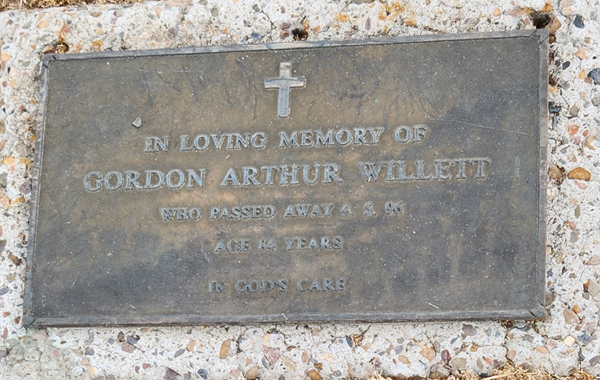 IN LOVING MEMORY OF
GORDON ARTHUR WILLETT
WHO PASSED AWAY 4. 3. 96
AGE 84 YEARS
IN GOD'S CARE